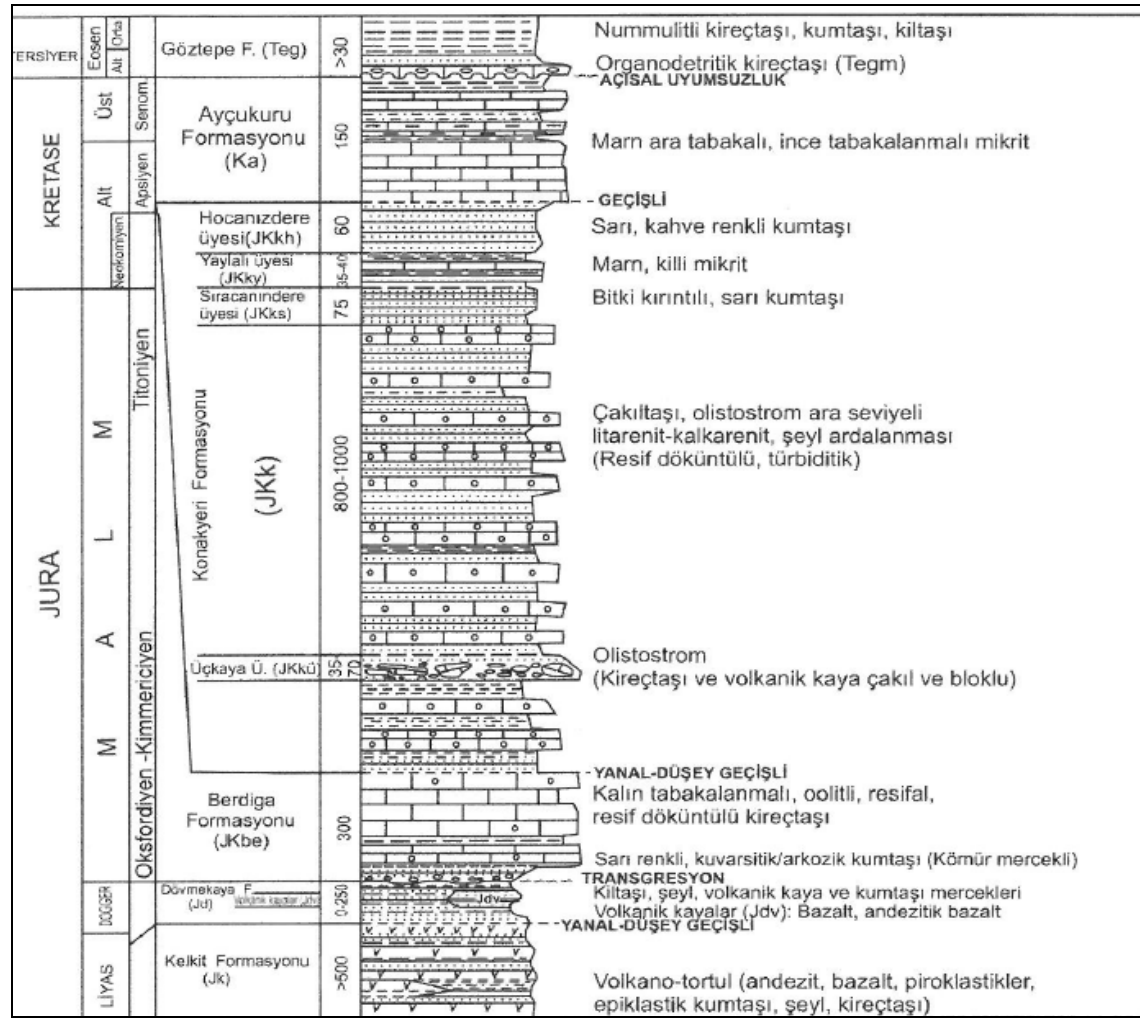 TERSİYER
Eosen
Alt
Orta
Göztepe F. (Teg)
>30
Nummulitli kireçtaşı, kumtaşı, kiltaşı
Organodetritik kireçtaşı (Tegm)
AÇISAL UYUMSUZLUK
KRETASE
Üst
Senom.
Ayçukuru
Formasyonu
(Ka)
150
Marn ara tabakalı, ince tabakalanmalı mikrit
Alt
Apsiyen
GEÇİŞLİ
Neokomiyen
Hocanızdere
üyesi(JKkh)
60
Sarı, kahve renkli kumtaşı
Yaylalı üyesi
(JKky)
35-40
Marn, killi mikrit
Sıracanındere
üyesi (JKks)
75
Bitki kırıntılı, sarı kumtaşı
JURA
M A L M
Titoniyen
Konakyeri Formasyonu
(JKk)
800-1000
Çakıltaşı, olistostrom ara seviyeli
litarenit-kalkarenit, şeyl ardalanması
(Resif döküntülü, türbiditik)
Oksfordiyen -Kimmericiyen
Üçkaya Ü. (JKkü)
35-
70
Olistostrom
(Kireçtaşı ve volkanik kaya çakıl ve bloklu)
YANAL-DÜŞEY GEÇİŞLİ
Berdiga
Formasyonu
(JKbe)
300
Kalın tabakalanmalı, oolitli, resifal,
resif döküntülü kireçtaşı
Sarı renkli, kuvarsitik/arkozik kumtaşı (Kömür mercekli)
TRANSGRESYON
DOGGER
Dövmekaya F.
(Jd)
Volkanik kayalar (Jdv)
0-250
Jdv
Kiltaşı, şeyl, volkanik kaya ve kumtaşı mercekleri
Volkanik kayalar (Jdv): Bazalt, andezitik bazalt
YANAL-DÜŞEY GEÇİŞLİ
LİYAS
Kelkit Formasyonu
(Jk)
>500
Volkano-tortul (andezit, bazalt, piroklastikler,
epiklastik kumtaşı, şeyl, kireçtaşı)